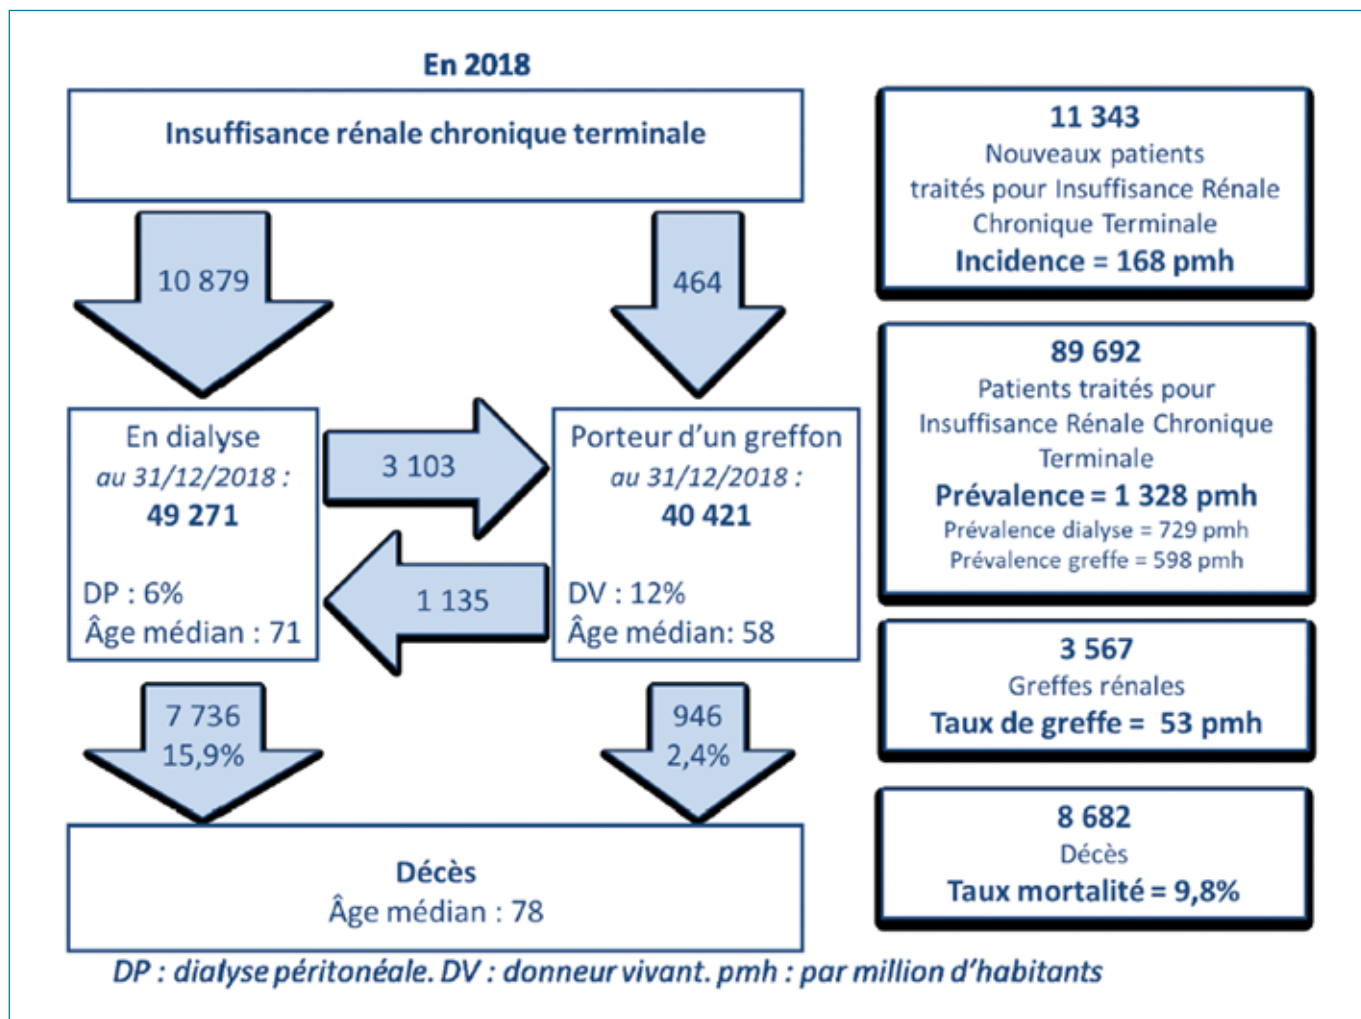 En 2018
Insuffisance rénale chronique terminale
10 879
464
En dialyse
au 31/12/2018 :
49 271
DP : 6%
Âge médian : 71
3 103
1 135
Porteur d'un greffon
au 31/12/2018 :
40 421
DV : 12%
Âge médian: 58
7 736
15,9%
946
2,4%
Décès
Âge médian : 78
11 343
Nouveaux patients
traités pour Insuffisance Rénale
Chronique Terminale
Incidence = 168 pmh
89 692
Patients traités pour
Insuffisance Rénale Chronique
Terminale
Prévalence = 1 328 pmh
Prévalence dialyse = 729 pmh
Prévalence greffe = 598 pmh
3 567
Greffes rénales
Taux de greffe = 53 pmh
8 682
Décès
Taux mortalité = 9,8%
DP : dialyse péritonéale. DV : donneur vivant. pmh : par million d'habitants